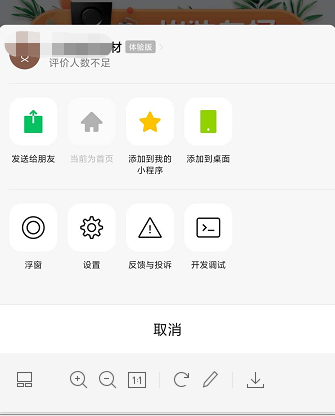 材 体验版
评价人数不足
发送给朋友
当前为首页
添加到我的
小程序
添加到桌面
浮窗
设置
反馈与投诉
开发调试
取消
1:1